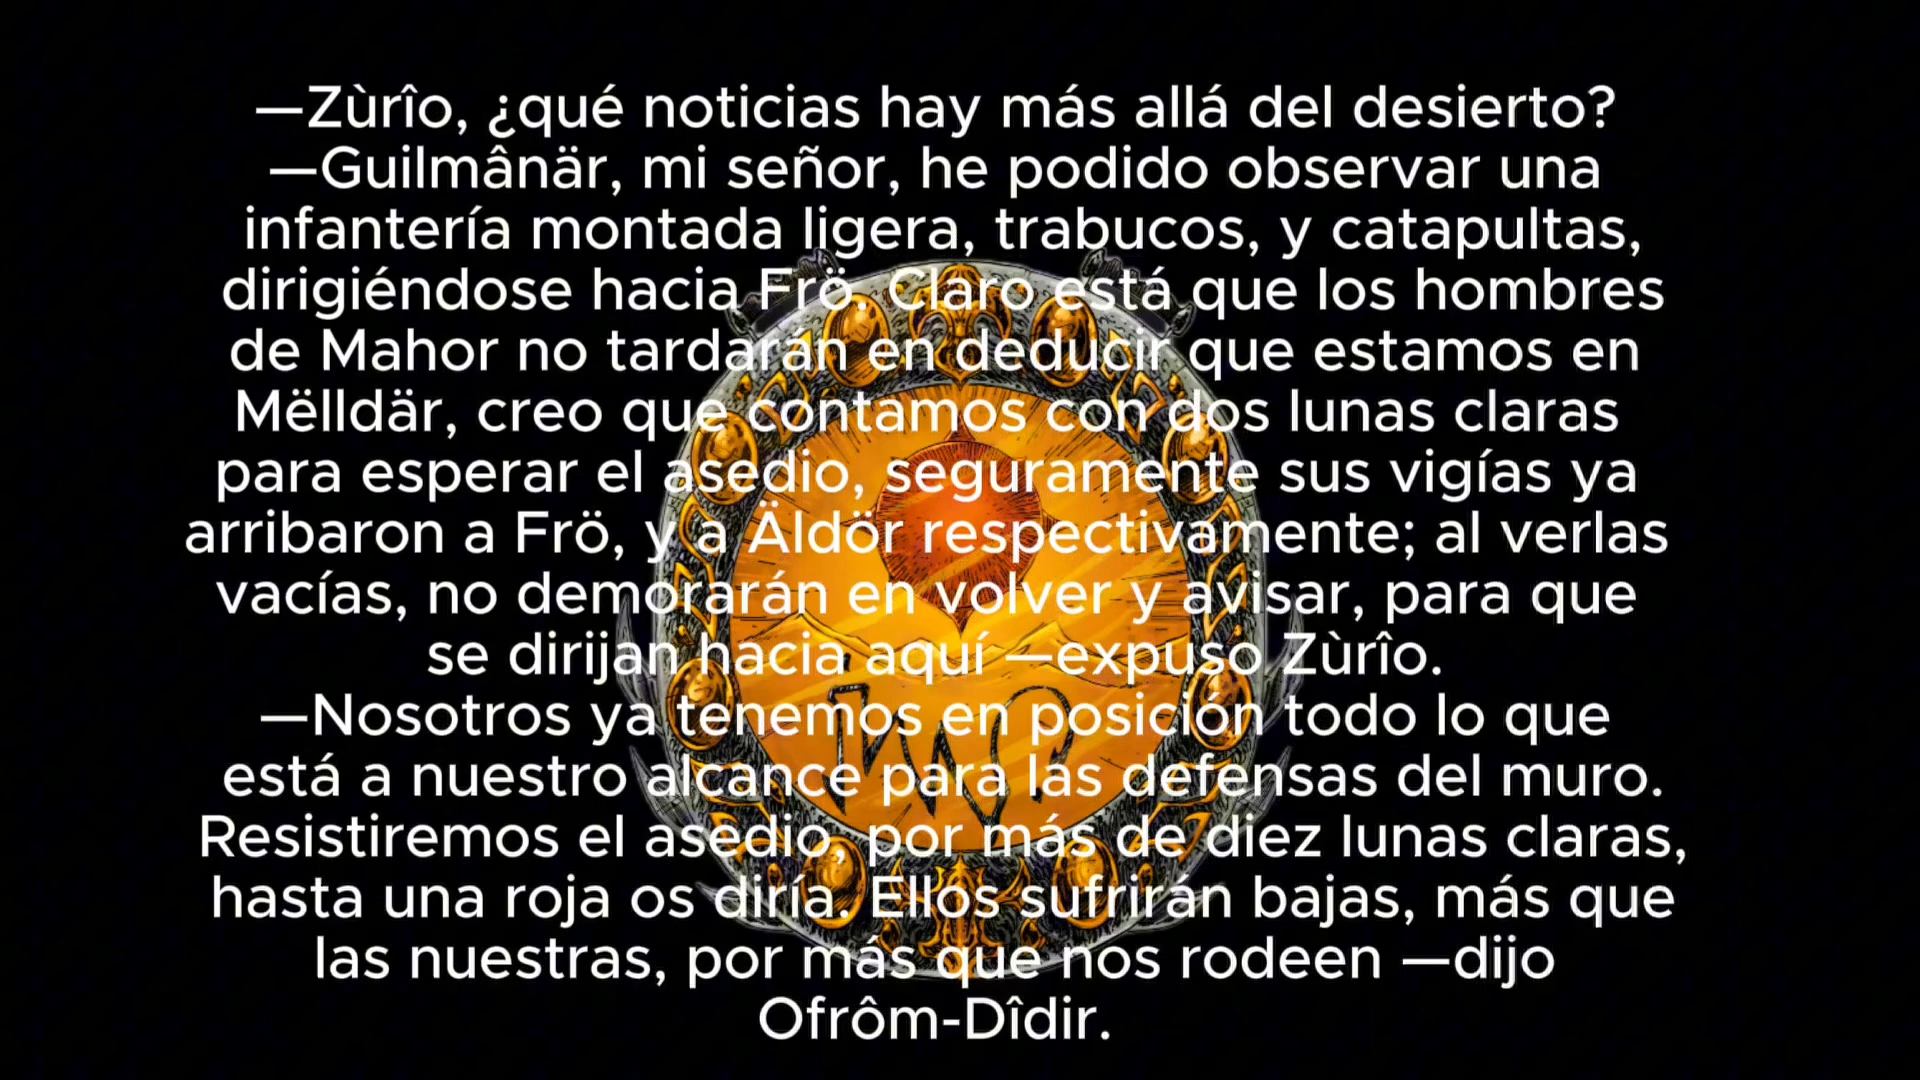 —Zùrîo, ¿qué noticias hay más allá del desierto?
—Guilmânär, mi señor, he podido observar una
infantería montada ligera, trabucos, y catapultas,
dirigiéndose hacia Frö. Claro está que los hombres
de Mahor no tardarán en deducir que estamos en
Mëlldär, creo que contamos con dos lunas claras
para esperar el asedio, seguramente sus vigías ya
arribaron a Frö, y a Äldör respectivamente; al verlas
vacías, no demorarán en volver y avisar, para que
se dirijan hacia aquí —expuso Zùrîo.
—Nosotros ya tenemos en posición todo lo que
está a nuestro alcance para las defensas del muro.
Resistiremos el asedio, por más de diez lunas claras,
hasta una roja os diría. Ellos sufrirán bajas, más que
las nuestras, por más que nos rodeen —dijo
Ofrôm-Dîdir.